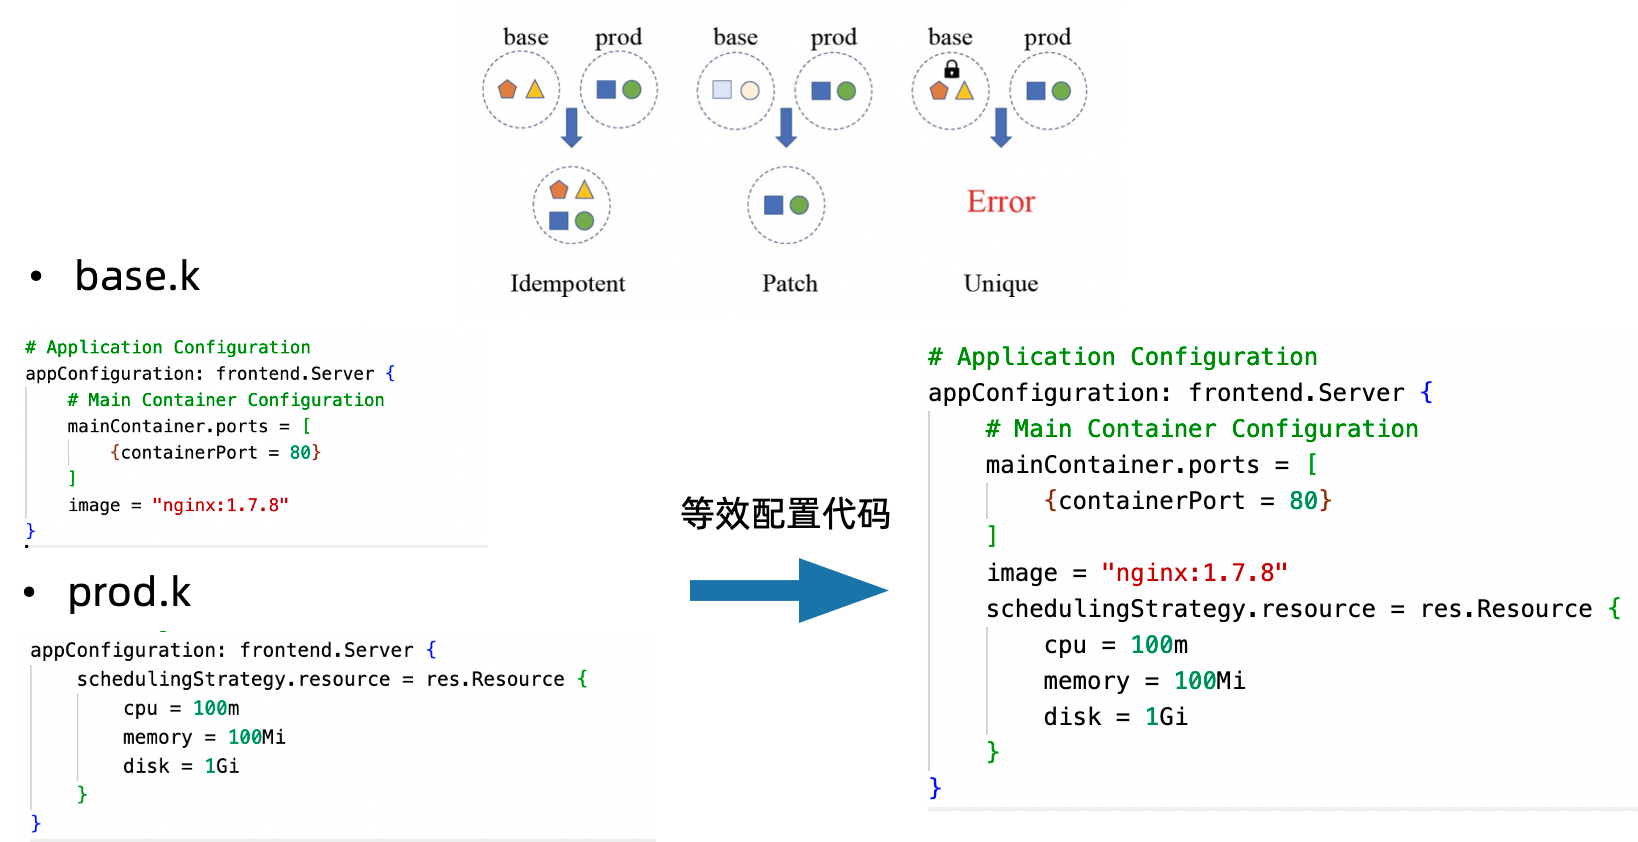 base prod base prod base prod
Error
Idempotent Patch Unique
• base.k
# Application Configuration
appConfiguration: frontend.Server {
# Main Container Configuration
mainContainer.ports = [
{containerPort = 80}
]
image = "nginx:1.7.8"
}
• prod.k
appConfiguration: frontend.Server {
schedulingStrategy.resource = res.Resource {
cpu = 100m
memory = 100Mi
disk = 1Gi
}
}
等效配置代码
# Application Configuration
appConfiguration: frontend.Server {
# Main Container Configuration
mainContainer.ports = [
{containerPort = 80}
]
image = "nginx:1.7.8"
schedulingStrategy.resource = res.Resource {
cpu = 100m
memory = 100Mi
disk = 1Gi
}
}